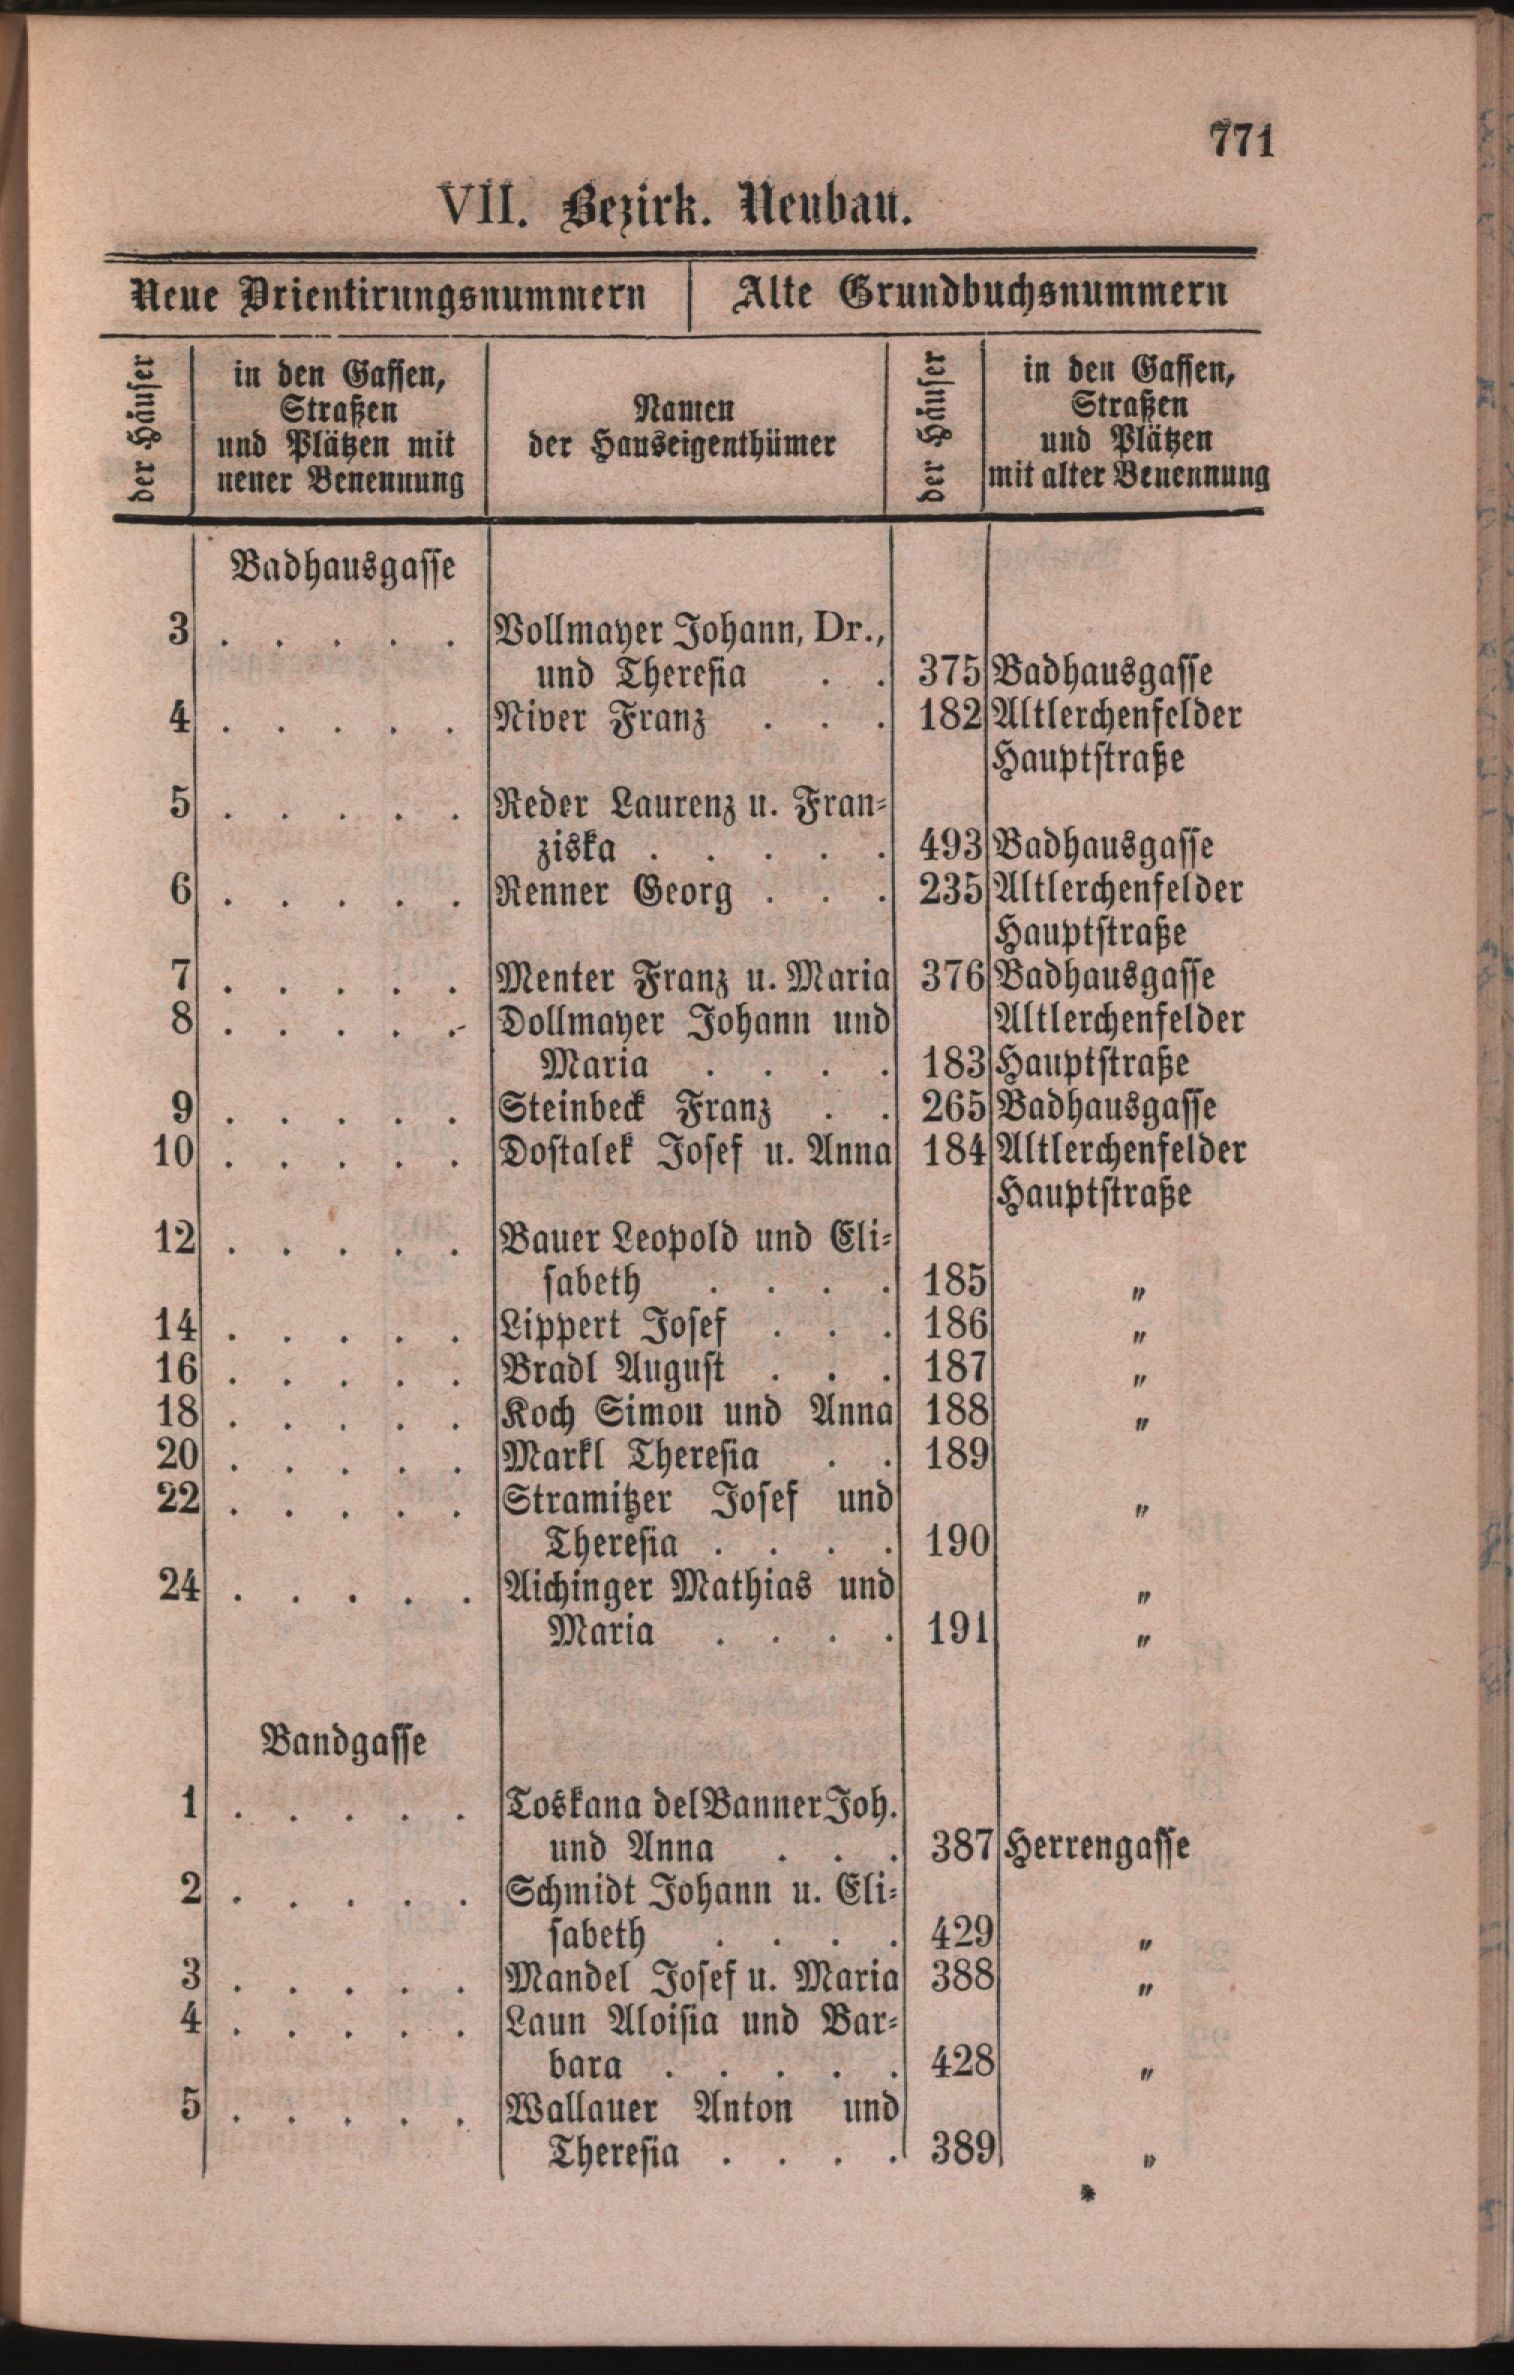 771
VII. Bezirk. Neubau.
Neue Orientirungsnummern Alte Grundbuchsnummern
der Häuser
in den Gassen,
Straßen
und Plätzen mit
neuer Benennung
Namen
der Hauseigenthümer
der Häuser
in den Gassen,
Straßen
und Plätzen
mit alter Benennung
Badhausgasse
3 . . . . . Vollmayer Johann, Dr.,
und Theresia . . 375 Badhausgasse
4 . . . . . Niver Franz . . . 182 Altlerchenfelder
Hauptstraße
5 . . . . . Reder Laurenz u. Fran-
ziska . . . . . 493 Badhausgasse
6 . . . . . Renner Georg . . . 235 Altlerchenfelder
Hauptstraße
7 . . . . . Menter Franz u. Maria 376 Badhausgasse
8 . . . . . Dollmayer Johann und Altlerchenfelder
Maria . . . . 183 Hauptstraße
9 . . . . . Steinbeck Franz . . 265 Badhausgasse
10 . . . . . Dostalek Josef u. Anna 184 Altlerchenfelder
Hauptstraße
12 . . . . . Bauer Leopold und Eli-
sabeth . . . . 185 „
14 . . . . . Lippert Josef . . . 186 „
16 . . . . . Bradl August . . . 187 „
18 . . . . . Koch Simon und Anna 188 „
20 . . . . . Markl Theresia . . 189
22 . . . . . Stramitzer Josef und „
Theresia . . . . 190
24 . . . . . Aichinger Mathias und „
Maria . . . . 191 „
Bandgasse
1 . . . . . Toskana del Banner Joh.
und Anna . . . 387 Herrengasse
2 . . . . . Schmidt Johann u. Eli-
sabeth . . . . 429 „
3 . . . . . Mandel Josef u. Maria 388 „
4 . . . . . Laun Aloisia und Bar-
bara . . . . . 428 „
5 . . . . . Wallauer Anton und
Theresia . . . . 389 „
*